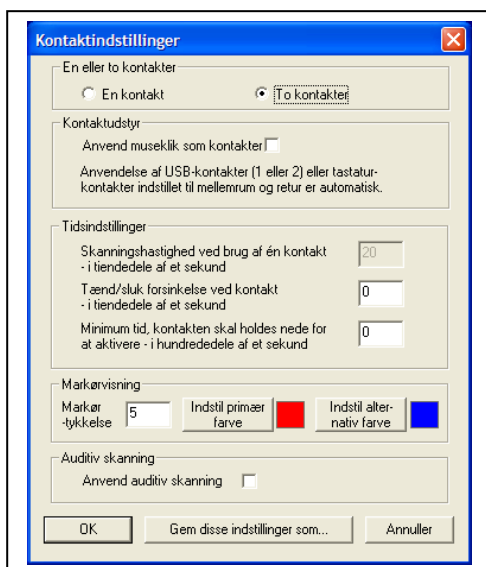 Kontaktindstillinger
En eller to kontakter
En kontakt To kontakter
Kontaktudstyr
Anvend museklik som kontakter
Anvendelse af USB-kontakter (1 eller 2) eller tastatur-
kontakter indstillet til mellemrum og retur er automatisk.
Tidsindstillinger
Skanningshastighed ved brug af én kontakt
- i tiendedele af et sekund
20
Tænd/sluk forsinkelse ved kontakt
- i tiendedele af et sekund
0
Minimum tid, kontakten skal holdes nede for
at aktivere - i hundrededele af et sekund
0
Markørvisning
Markør
-tykkelse
5
Indstil primær
farve
Indstil alter-
nativ farve
Auditiv skanning
Anvend auditiv skanning
OK Gem disse indstillinger som... Annuller